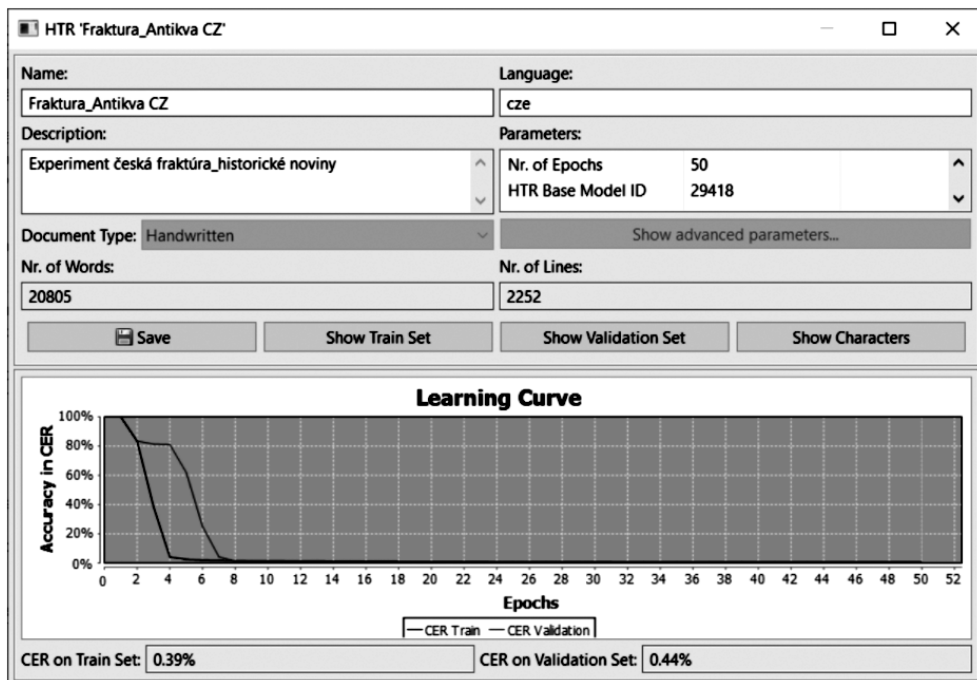 HTR 'Fraktura_Antikva CZ'
Name:
Language:
Fraktura_Antikva CZ
cze
Description:
Parameters:
Experiment česká fraktúra_historické noviny
Nr. of Epochs 50
HTR Base Model ID 29418
Document Type: Handwritten
Show advanced parameters...
Nr. of Words:
Nr. of Lines:
20805
2252
Save
Show Train Set
Show Validation Set
Show Characters
Learning Curve
Accuracy in CER
100%
80%
60%
40%
20%
0%
0 2 4 6 8 10 12 14 16 18 20 22 24 26 28 30 32 34 36 38 40 42 44 46 48 50 52
Epochs
CER Train CER Validation
CER on Train Set: 0.39%
CER on Validation Set: 0.44%